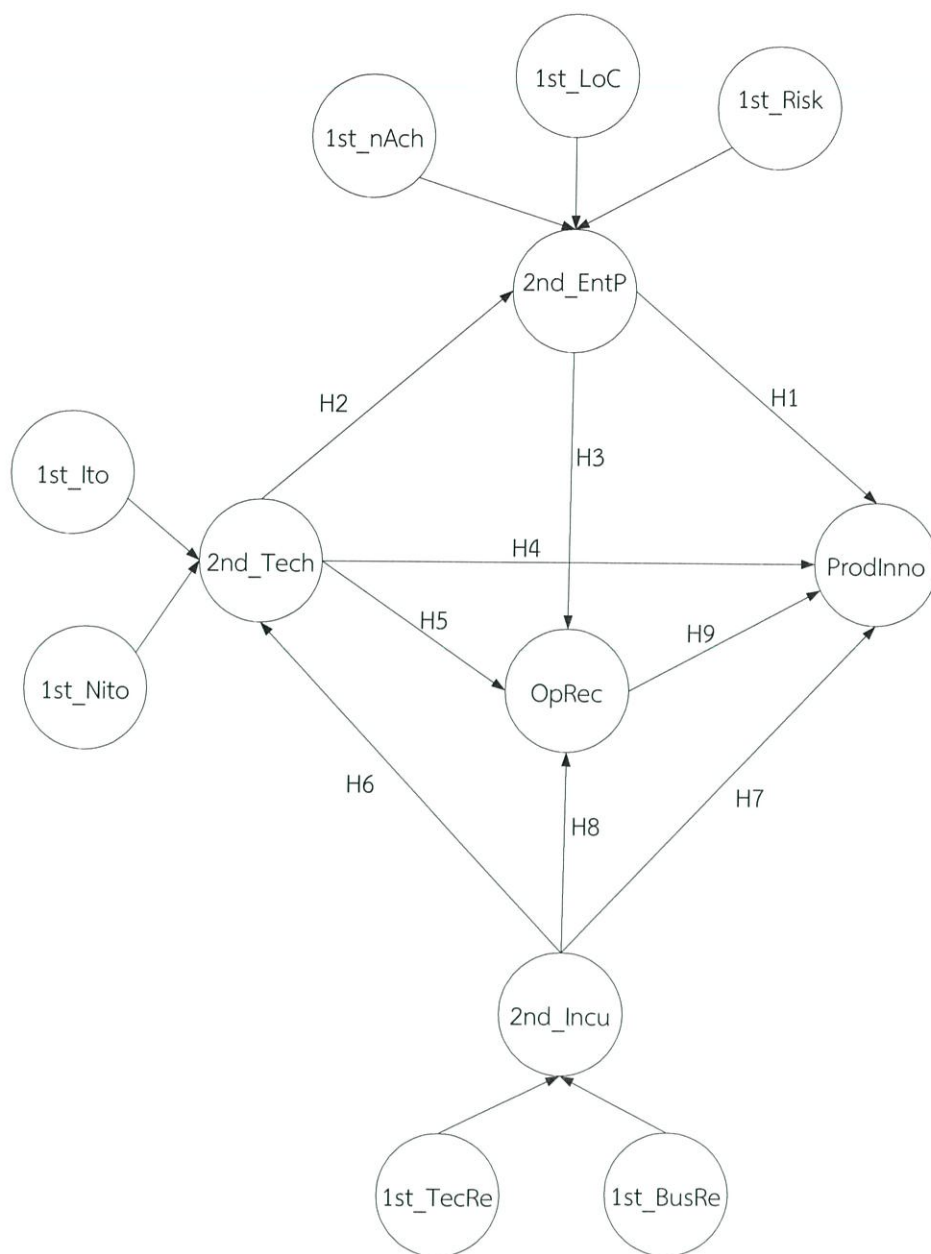 1st_LoC
1st_Risk
1st_nAch
2nd_EntP
H2
H1
H3
1st_Ito
2nd_Tech
H4
ProdInno
H5
H9
1st_Nito
OpRec
H6
H7
H8
2nd_Incu
1st_TecRe
1st_BusRe